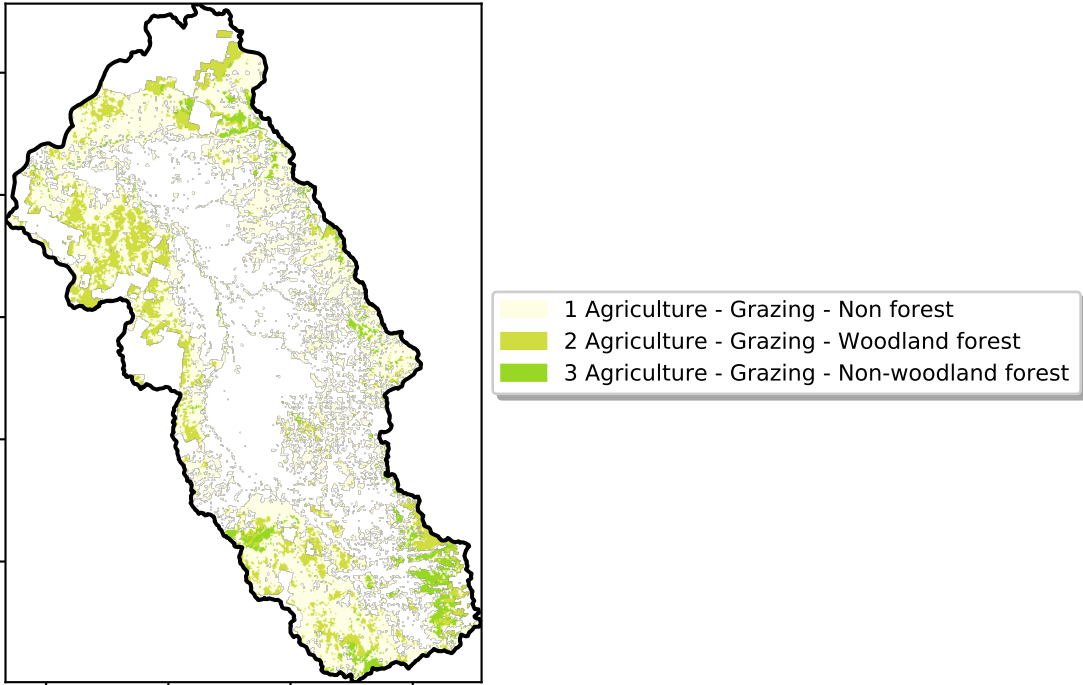 1 Agriculture - Grazing - Non forest
2 Agriculture - Grazing - Woodland forest
3 Agriculture - Grazing - Non-woodland forest